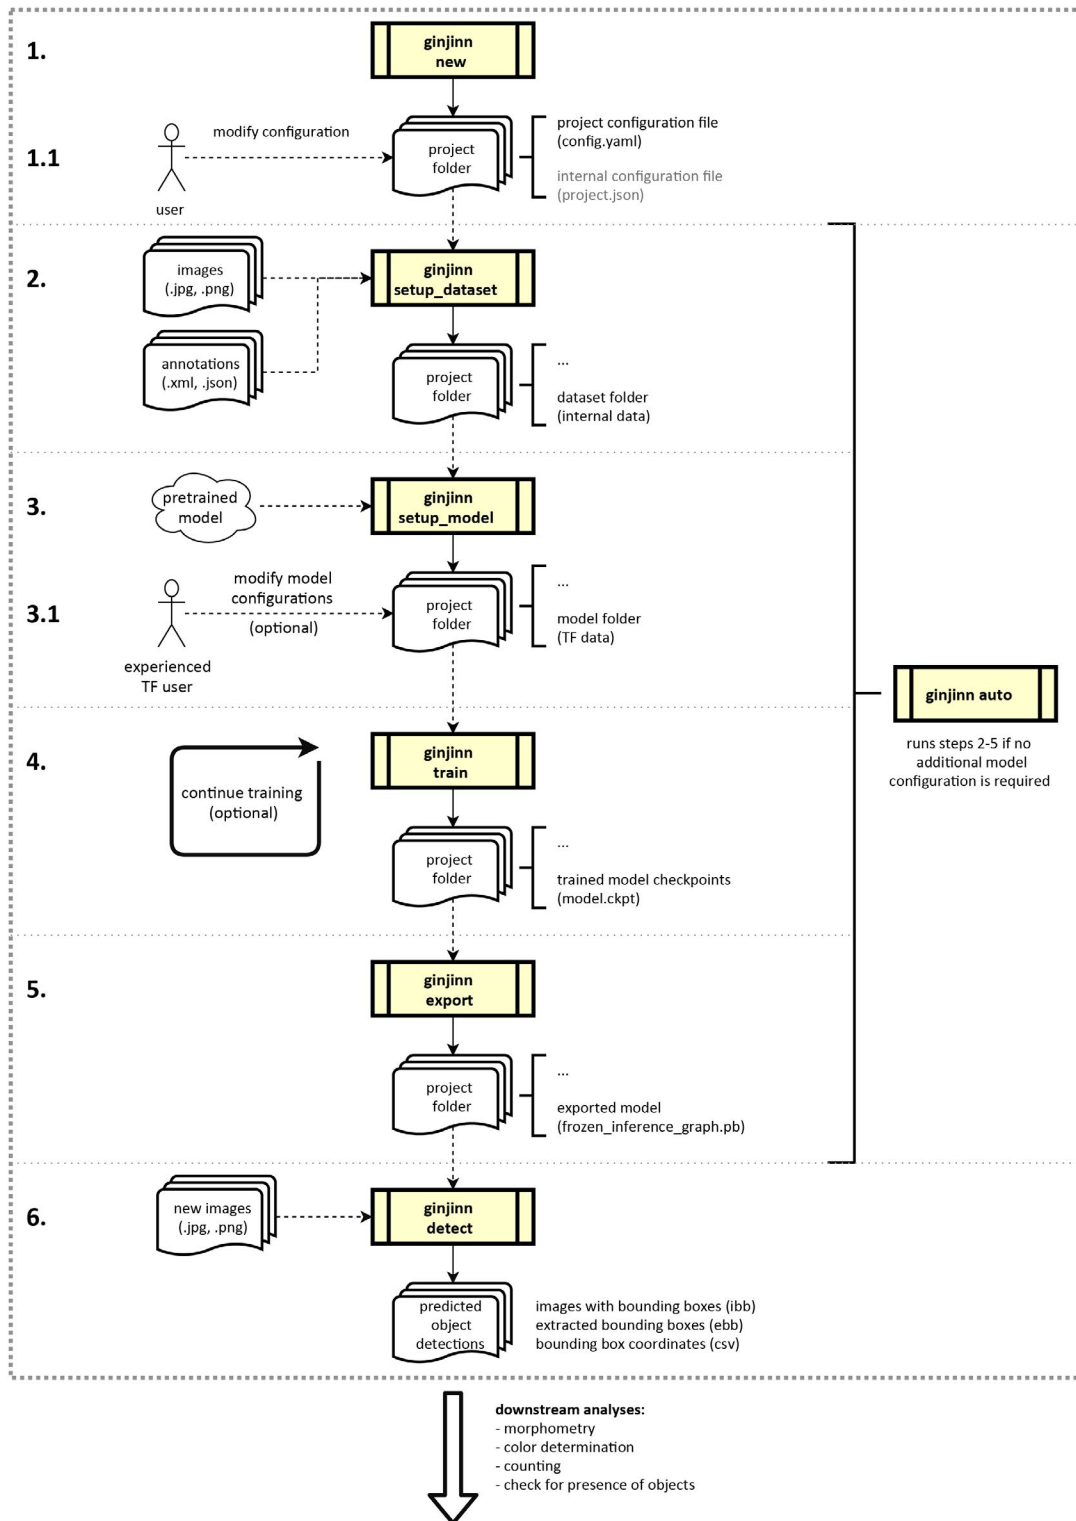 1.
ginjinn
new
1.1
user
modify configuration
project
folder
project configuration file
(config.yaml)
internal configuration file
(project.json)
2.
images
(.jpg, .png)
annotations
(.xml, .json)
ginjinn
setup_dataset
project
folder
...
dataset folder
(internal data)
3.
pretrained
model
ginjinn
setup_model
3.1
experienced
TF user
modify model
configurations
(optional)
project
folder
...
model folder
(TF data)
ginjinn auto
runs steps 2-5 if no
additional model
configuration is required
4.
continue training
(optional)
ginjinn
train
project
folder
...
trained model checkpoints
(model.ckpt)
5.
ginjinn
export
project
folder
...
exported model
(frozen_inference_graph.pb)
6.
new images
(.jpg, .png)
ginjinn
detect
predicted
object
detections
images with bounding boxes (ibb)
extracted bounding boxes (ebb)
bounding box coordinates (csv)
downstream analyses:
- morphometry
- color determination
- counting
- check for presence of objects